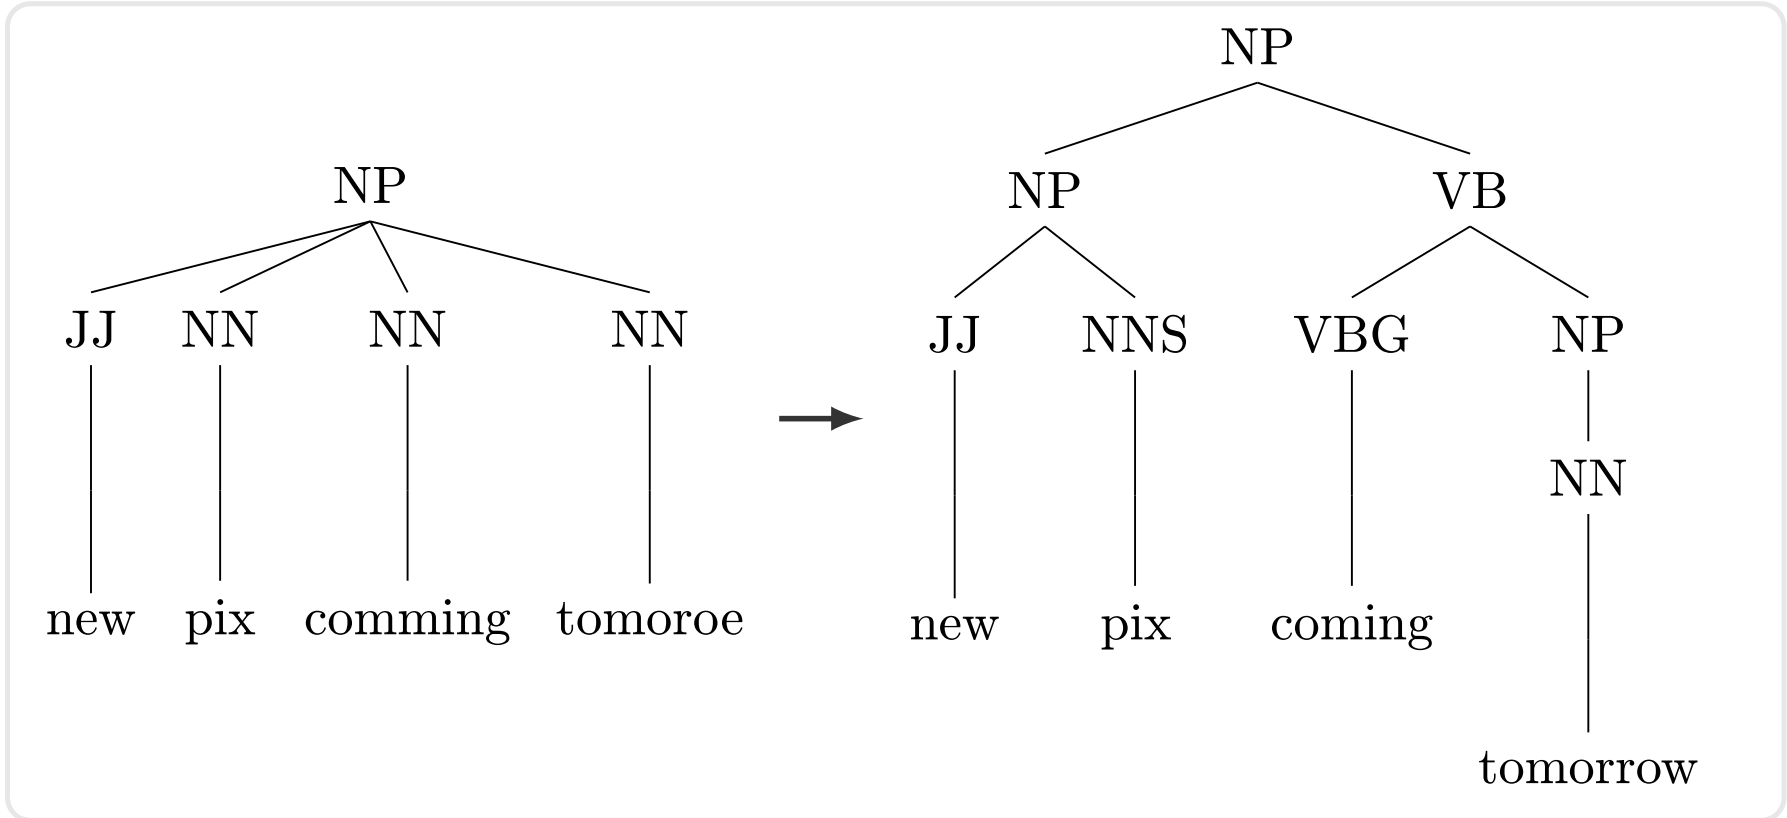 NP
NP
NP VB
JJ NN NN NN
JJ NNS VBG NP
NN
new pix comming tomoroe
new pix coming
tomorrow